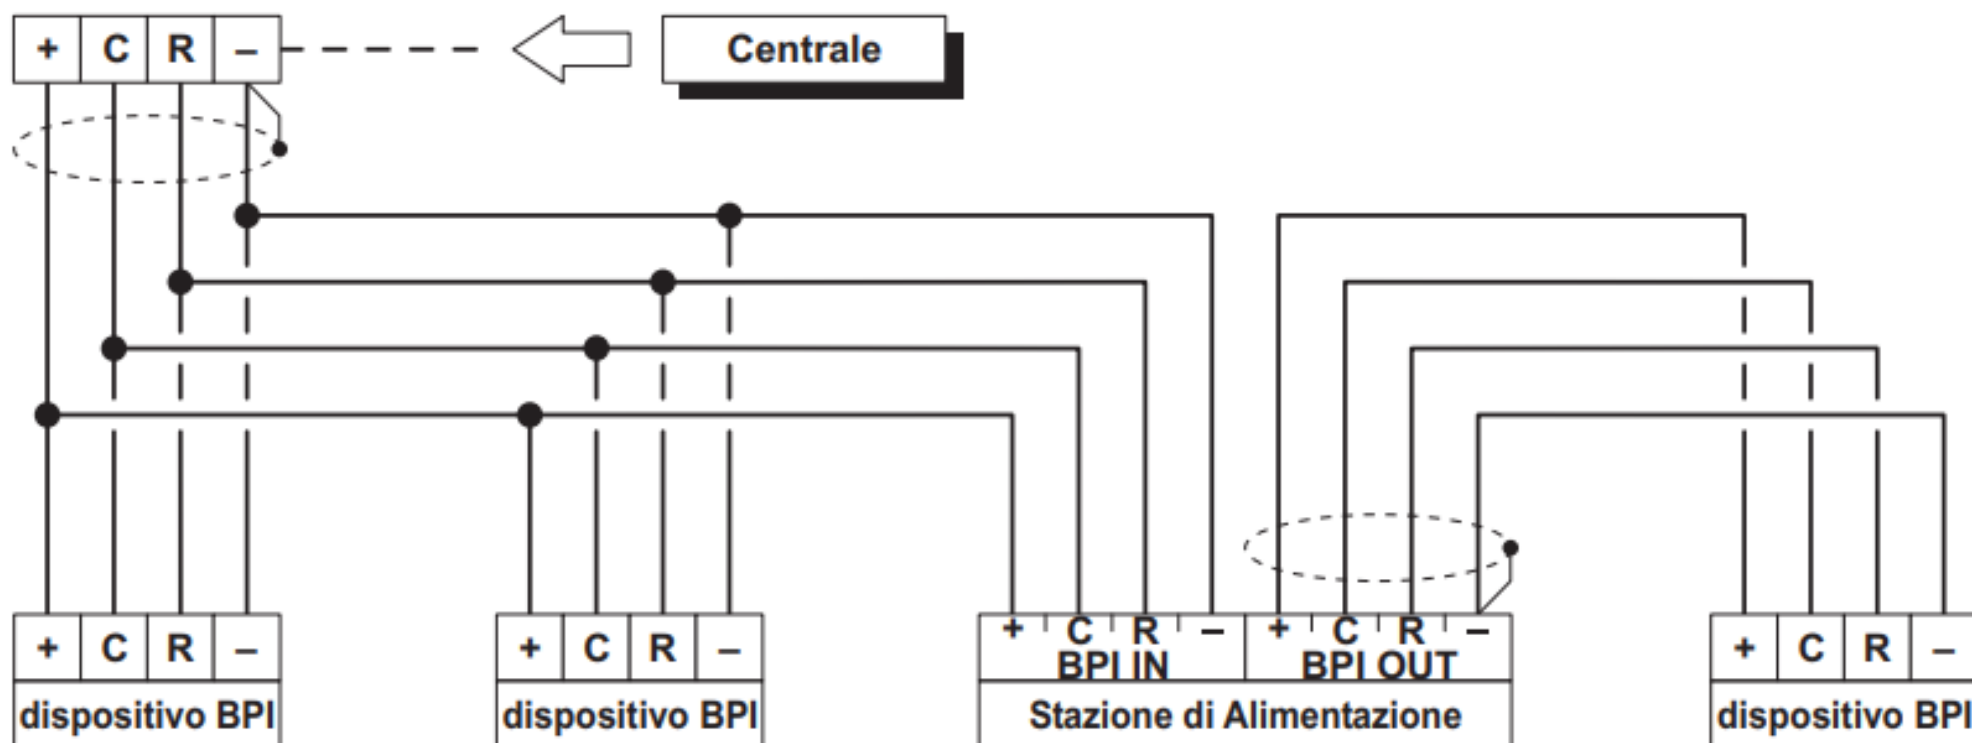 + C R – Centrale
+ C R – + C R – + C R – + C R – + C R –
BPI IN BPI OUT
dispositivo BPI dispositivo BPI Stazione di Alimentazione dispositivo BPI